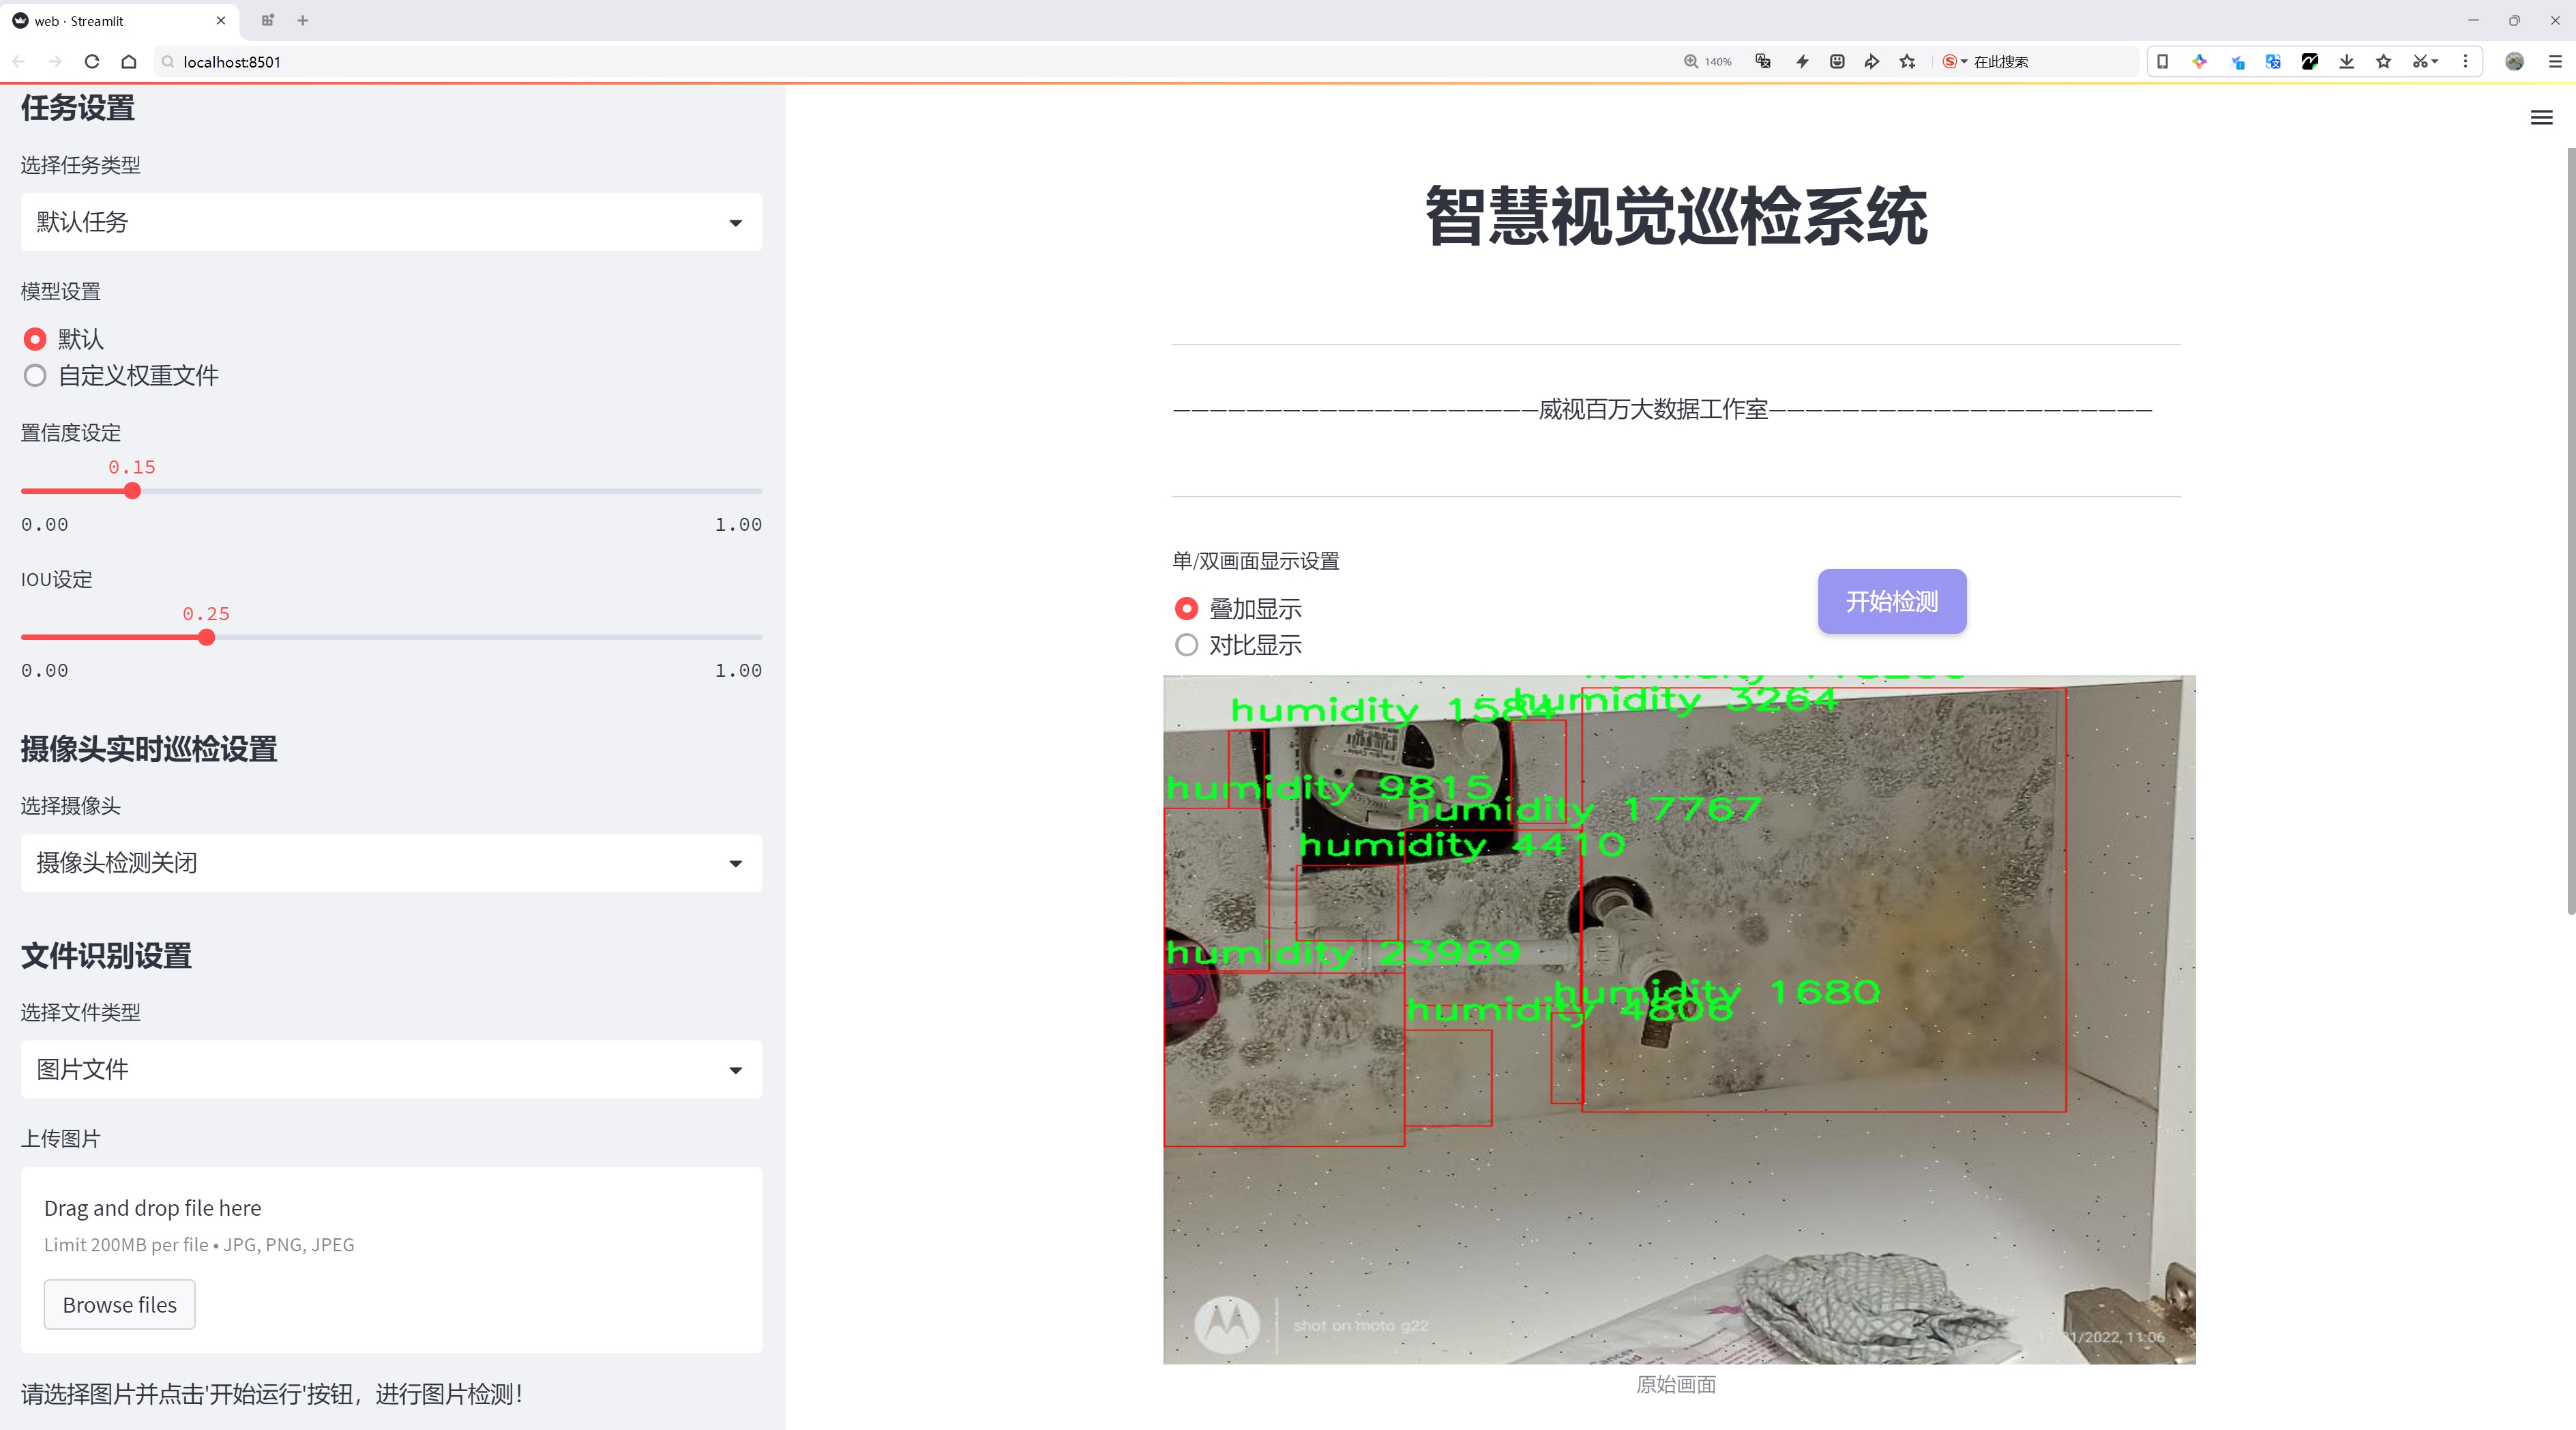 web · Streamlit
localhost:8501
140%
在此搜索
任务设置
选择任务类型
默认任务
模型设置
默认
自定义权重文件
置信度设定
0.15
0.00 1.00
IOU设定
0.25
0.00 1.00
摄像头实时巡检设置
选择摄像头
摄像头检测关闭
文件识别设置
选择文件类型
图片文件
上传图片
Drag and drop file here
Limit 200MB per file • JPG, PNG, JPEG
Browse files
请选择图片并点击'开始运行'按钮，进行图片检测！
智慧视觉巡检系统
————————————————————威视百万大数据工作室—————————————————————
单/双画面显示设置
叠加显示
对比显示
开始检测
humidity 1584
humidity 3264
humidity 9815
humidity 17767
humidity 4410
humidity 23989
humidity 1680
humidity 4806
shot on moto g22
/2022, 11:06
原始画面